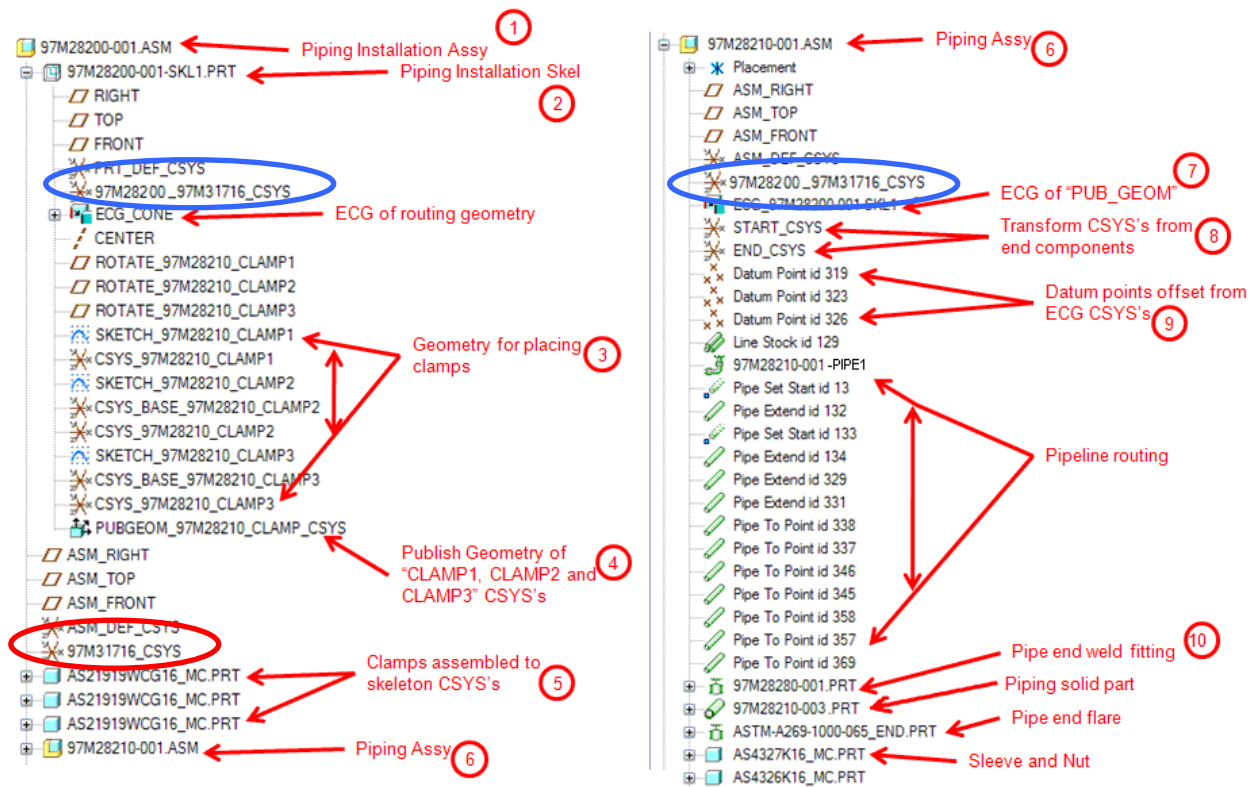 1
97M28200-001.ASM
Piping Installation Assy
97M28200-001-SKL1.PRT
Piping Installation Skel
2
RIGHT
TOP
FRONT
PRT_DEF_CSYS
97M28200_97M31716_CSYS
ECG_CONE
ECG of routing geometry
CENTER
ROTATE_97M28210_CLAMP1
ROTATE_97M28210_CLAMP2
ROTATE_97M28210_CLAMP3
SKETCH_97M28210_CLAMP1
Geometry for placing
clamps
3
CSYS_97M28210_CLAMP1
SKETCH_97M28210_CLAMP2
CSYS_BASE_97M28210_CLAMP2
CSYS_97M28210_CLAMP2
SKETCH_97M28210_CLAMP3
CSYS_BASE_97M28210_CLAMP3
CSYS_97M28210_CLAMP3
PUBGEOM_97M28210_CLAMP_CSYS
Publish Geometry of
"CLAMP1, CLAMP2 and
CLAMP3" CSYS's
4
ASM_RIGHT
ASM_TOP
ASM_FRONT
ASM_DEF_CSYS
97M31716_CSYS
AS21919WCG16_MC.PRT
Clamps assembled to
skeleton CSYS's
5
AS21919WCG16_MC.PRT
AS21919WCG16_MC.PRT
97M28210-001.ASM
Piping Assy
6
97M28210-001.ASM
Piping Assy
6
Placement
ASM_RIGHT
ASM_TOP
ASM_FRONT
ASM_DEF_CSYS
97M28200_97M31716_CSYS
7
ECG_97M28200-001-SKL1
ECG of "PUB_GEOM"
START_CSYS
Transform CSYS's from
end components
8
END_CSYS
Datum Point id 319
Datum Point id 323
Datum Point id 326
Datum points offset from
ECG CSYS's
9
Line Stock id 129
97M28210-001-PIPE1
Pipe Set Start id 13
Pipe Extend id 132
Pipe Set Start id 133
Pipe Extend id 134
Pipeline routing
Pipe Extend id 329
Pipe Extend id 331
Pipe To Point id 338
Pipe To Point id 337
Pipe To Point id 346
Pipe To Point id 345
Pipe To Point id 358
Pipe To Point id 357
Pipe To Point id 369
10
Pipe end weld fitting
97M28280-001.PRT
Piping solid part
97M28210-003.PRT
Pipe end flare
ASTM-A269-1000-065_END.PRT
AS4327K16_MC.PRT
Sleeve and Nut
AS4326K16_MC.PRT